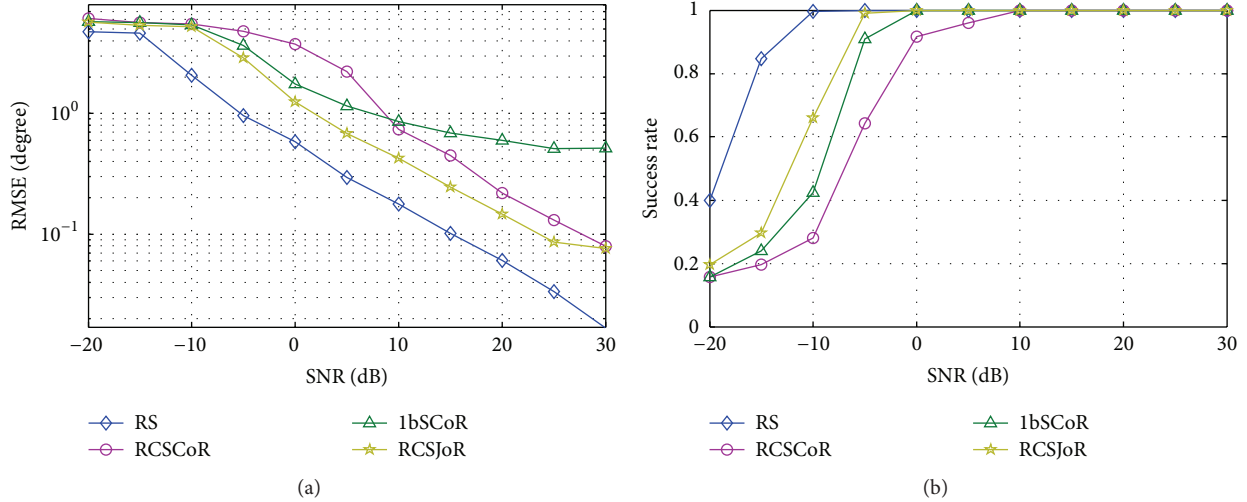 10^0
10^−1
RMSE (degree)
−20 −10 0 10 20 30
SNR (dB)
RS
1bSCoR
RCSCoR
RCSJoR
(a)
1
0.8
0.6
0.4
0.2
0
Success rate
−20 −10 0 10 20 30
SNR (dB)
RS
1bSCoR
RCSCoR
RCSJoR
(b)